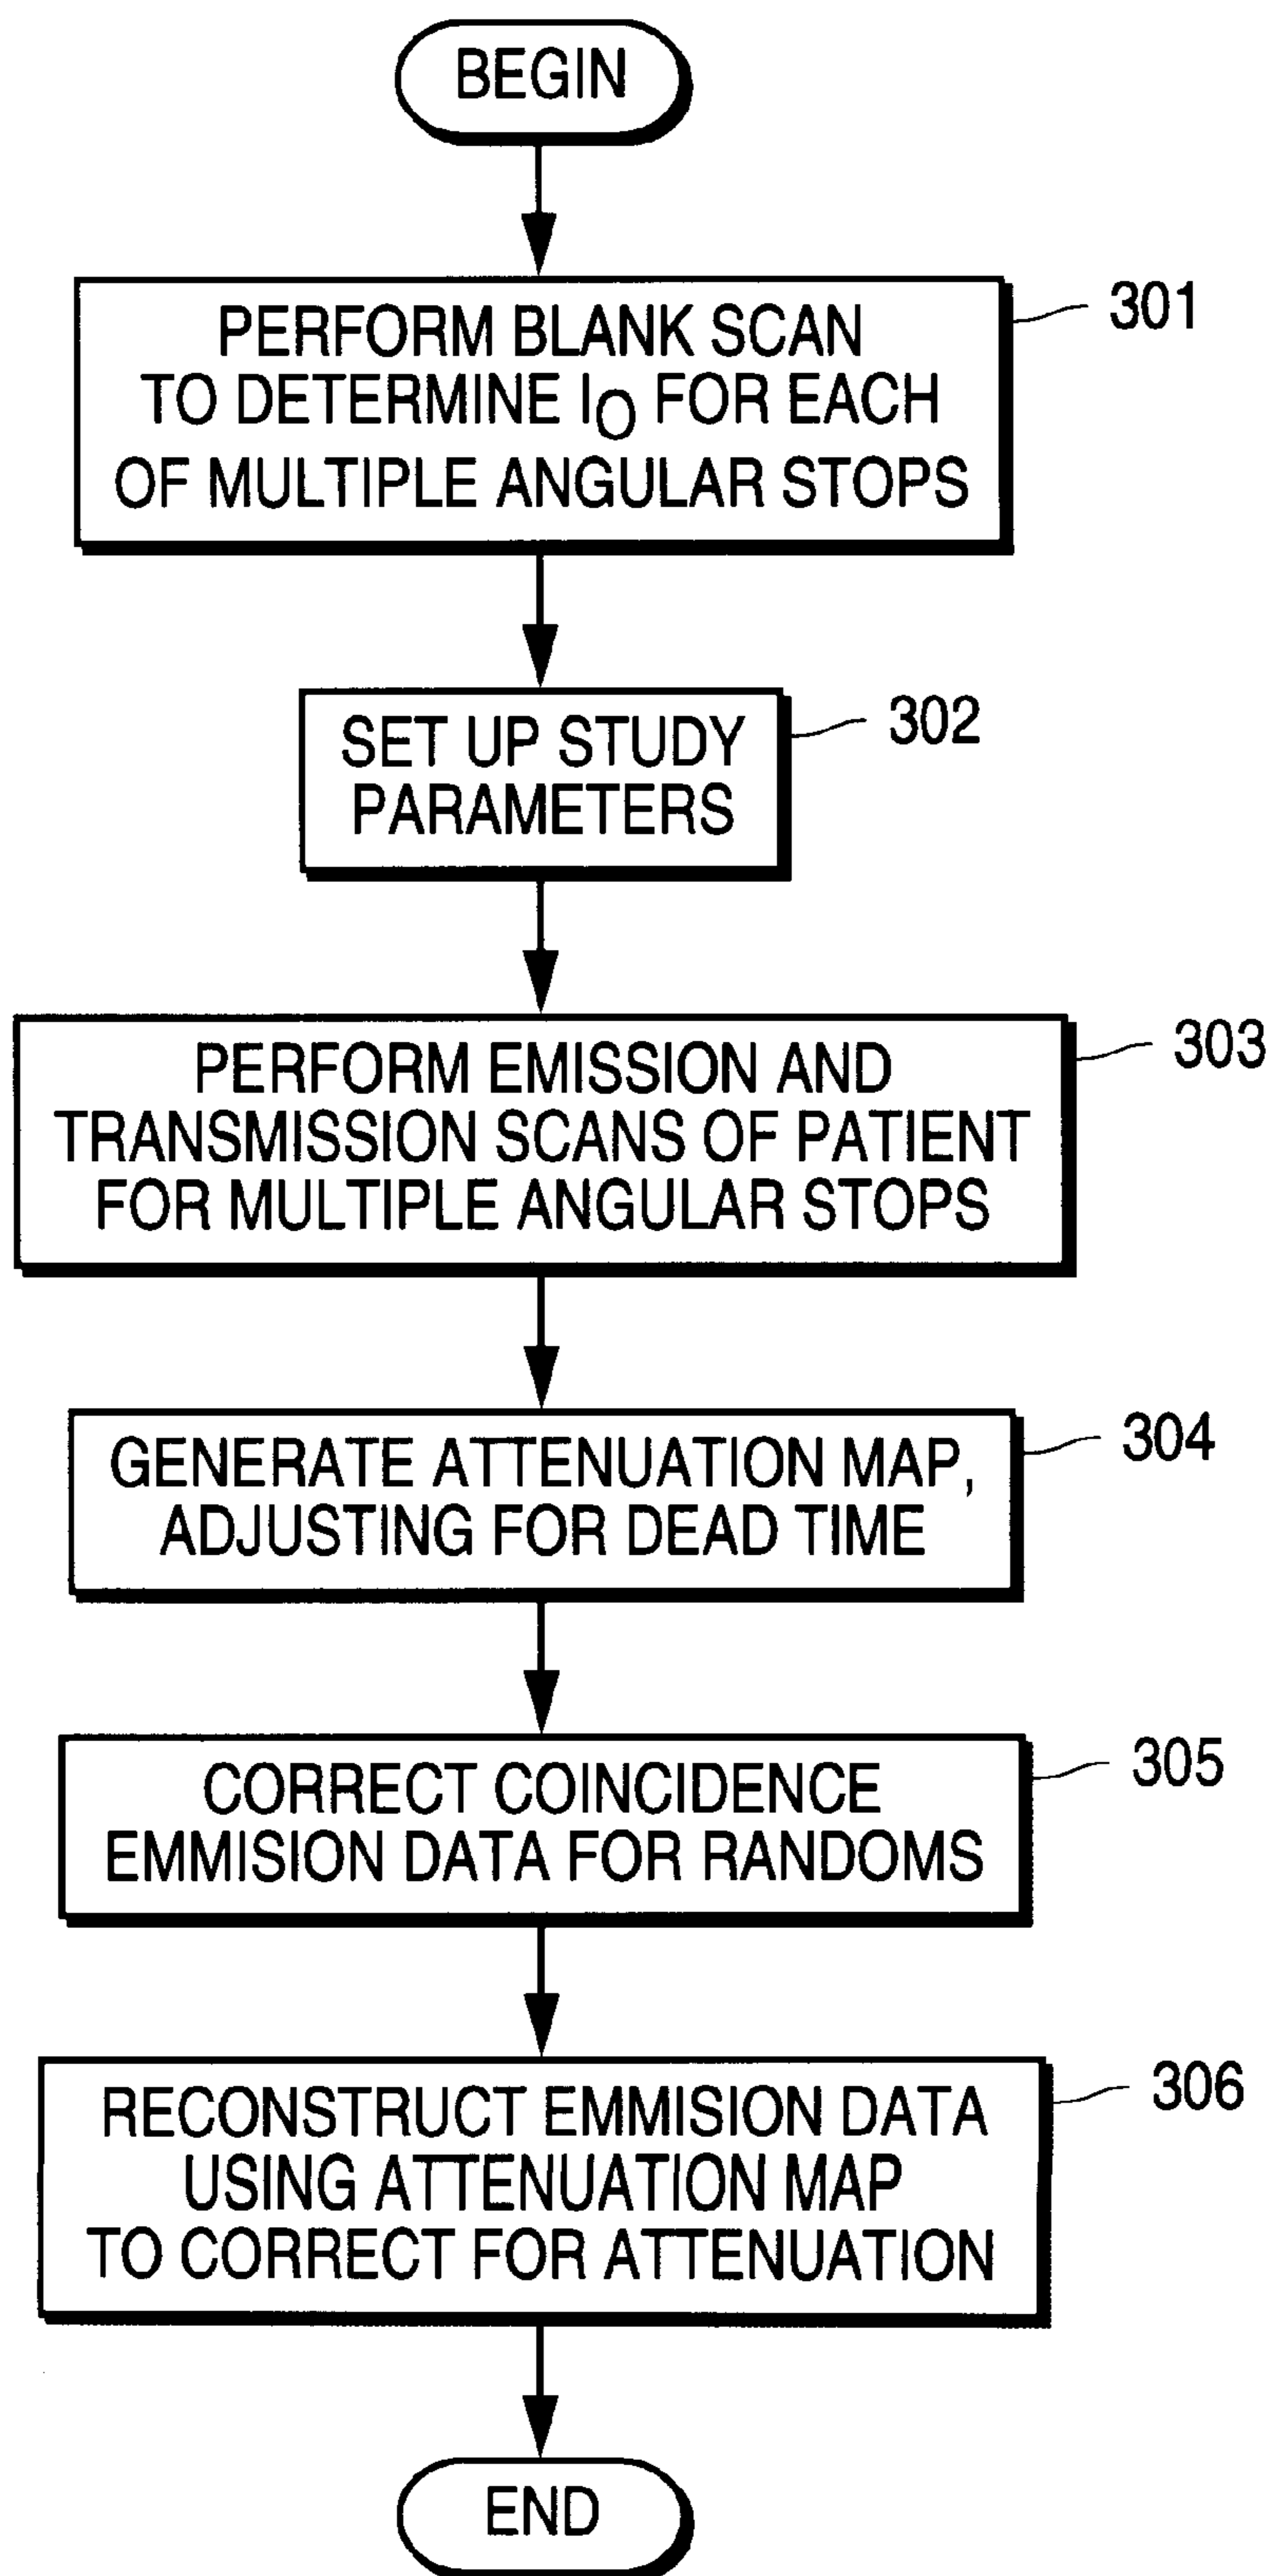 BEGIN
PERFORM BLANK SCAN
TO DETERMINE IO FOR EACH
OF MULTIPLE ANGULAR STOPS
301
SET UP STUDY
PARAMETERS
302
PERFORM EMISSION AND
TRANSMISSION SCANS OF PATIENT
FOR MULTIPLE ANGULAR STOPS
303
GENERATE ATTENUATION MAP,
ADJUSTING FOR DEAD TIME
304
CORRECT COINCIDENCE
EMMISION DATA FOR RANDOMS
305
RECONSTRUCT EMMISION DATA
USING ATTENUATION MAP
TO CORRECT FOR ATTENUATION
306
END